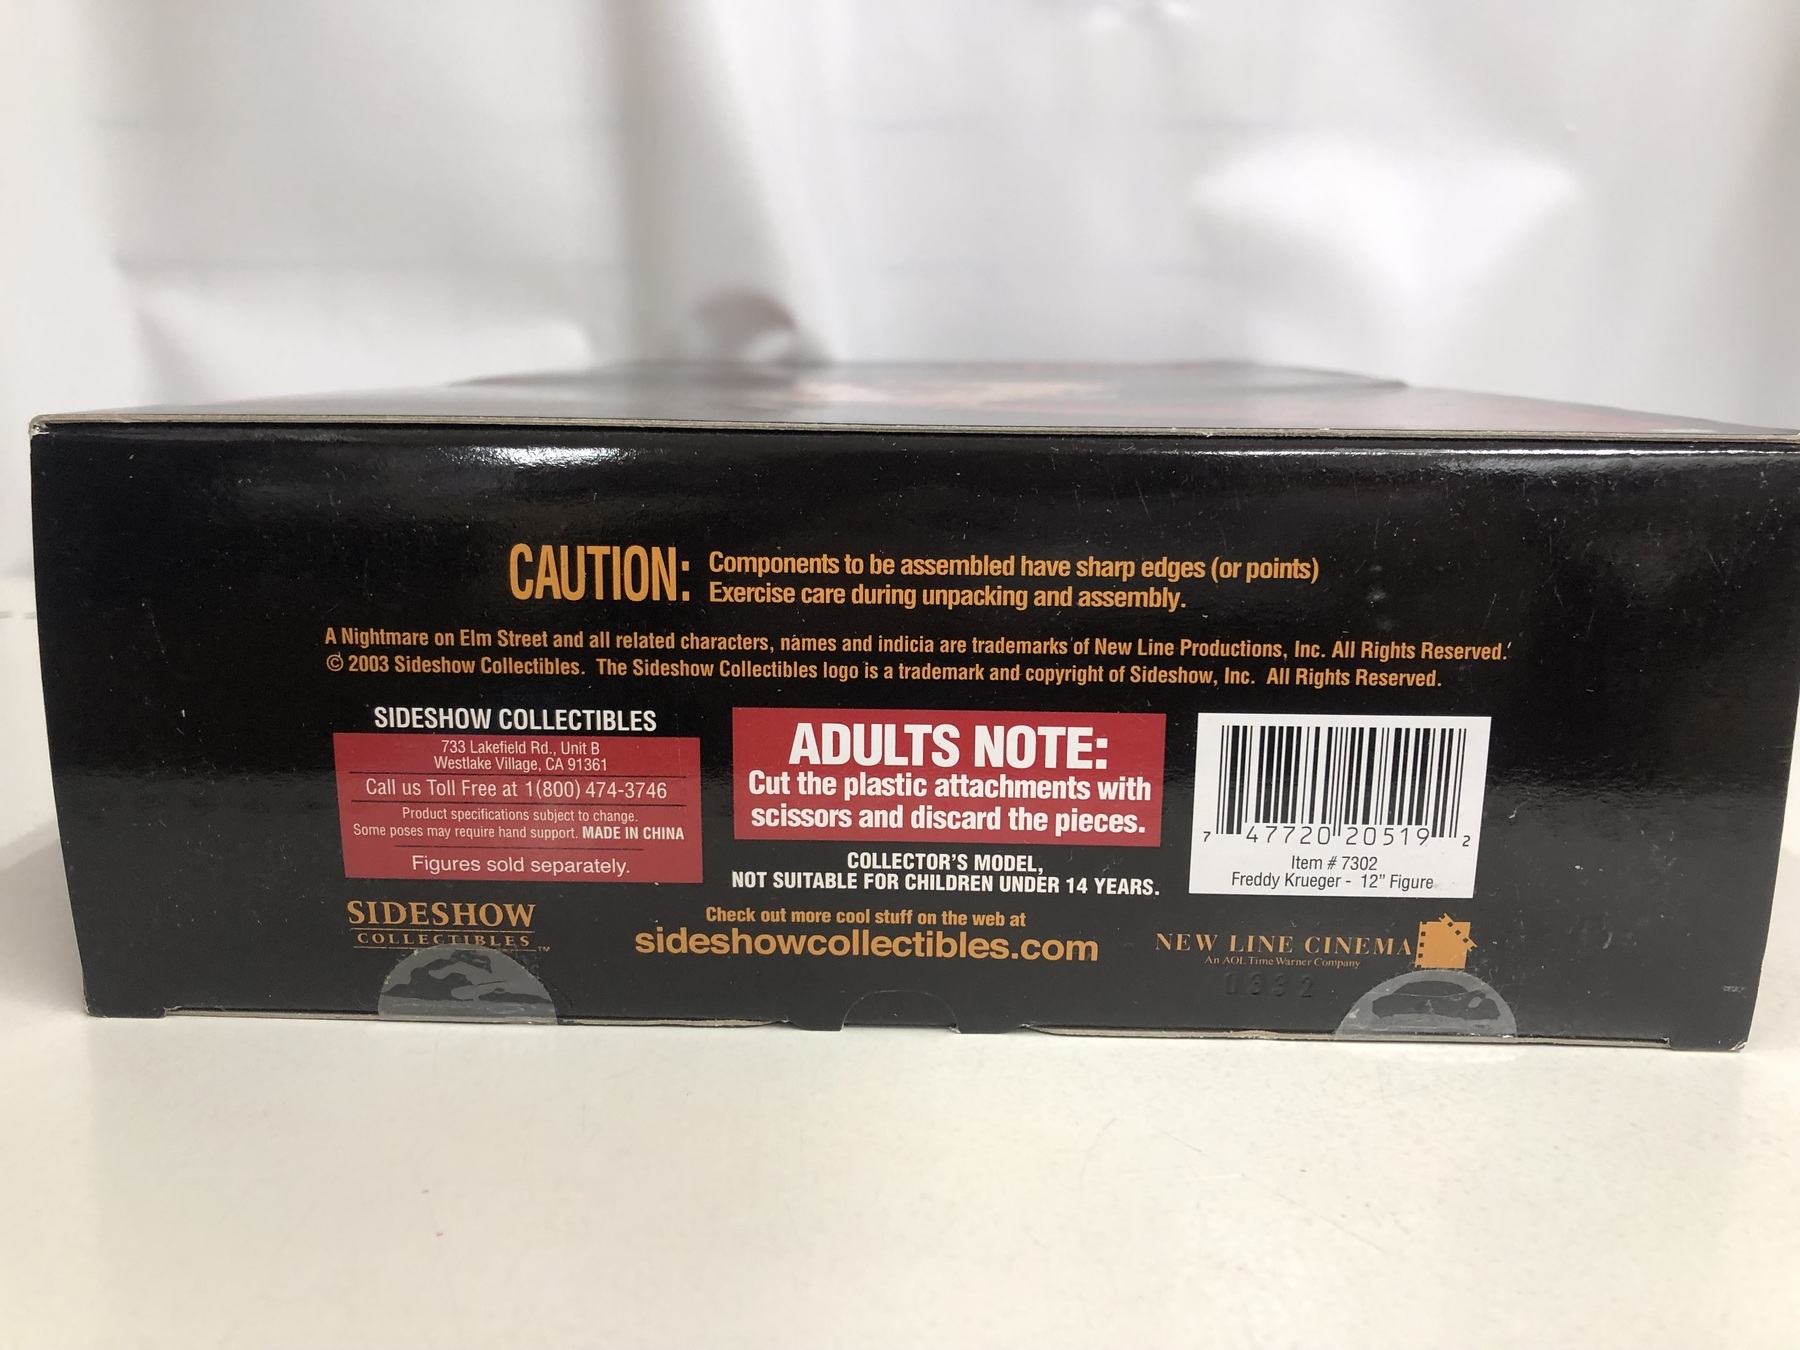 CAUTION: Components to be assembled have sharp edges (or points)
Exercise care during unpacking and assembly.
A Nightmare on Elm Street and all related characters, names and indicia are trademarks of New Line Productions, Inc. All Rights Reserved.
© 2003 Sideshow Collectibles. The Sideshow Collectibles logo is a trademark and copyright of Sideshow, Inc. All Rights Reserved.
SIDESHOW COLLECTIBLES
733 Lakefield Rd., Unit B
Westlake Village, CA 91361
Call us Toll Free at 1(800) 474-3746
Product specifications subject to change.
Some poses may require hand support. MADE IN CHINA
Figures sold separately.
SIDESHOW
COLLECTIBLES™
ADULTS NOTE:
Cut the plastic attachments with
scissors and discard the pieces.
COLLECTOR'S MODEL,
NOT SUITABLE FOR CHILDREN UNDER 14 YEARS.
Check out more cool stuff on the web at
sideshowcollectibles.com
7 47720 20519 2
Item # 7302
Freddy Krueger - 12" Figure
NEW LINE CINEMA
An AOL Time Warner Company